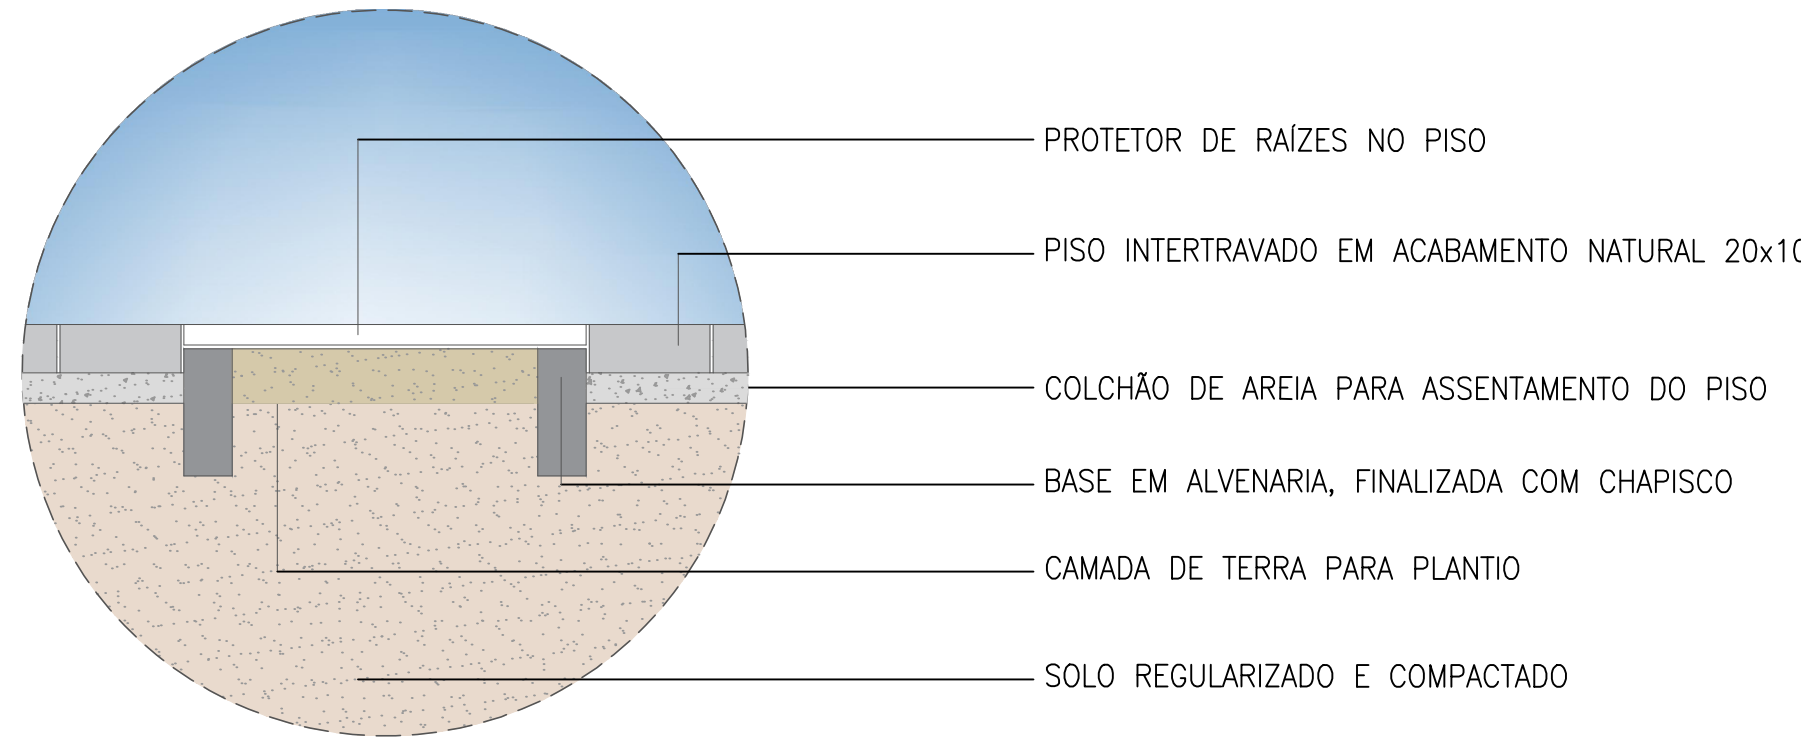 PROTETOR DE RAÍZES NO PISO
PISO INTERTRAVADO EM ACABAMENTO NATURAL
COLCHÃO DE AREIA PARA ASSENTAMENTO DO PISO
BASE EM ALVENARIA, FINALIZADA COM CHAPISCO
CAMADA DE TERRA PARA PLANTIO
SOLO REGULARIZADO E COMPACTADO